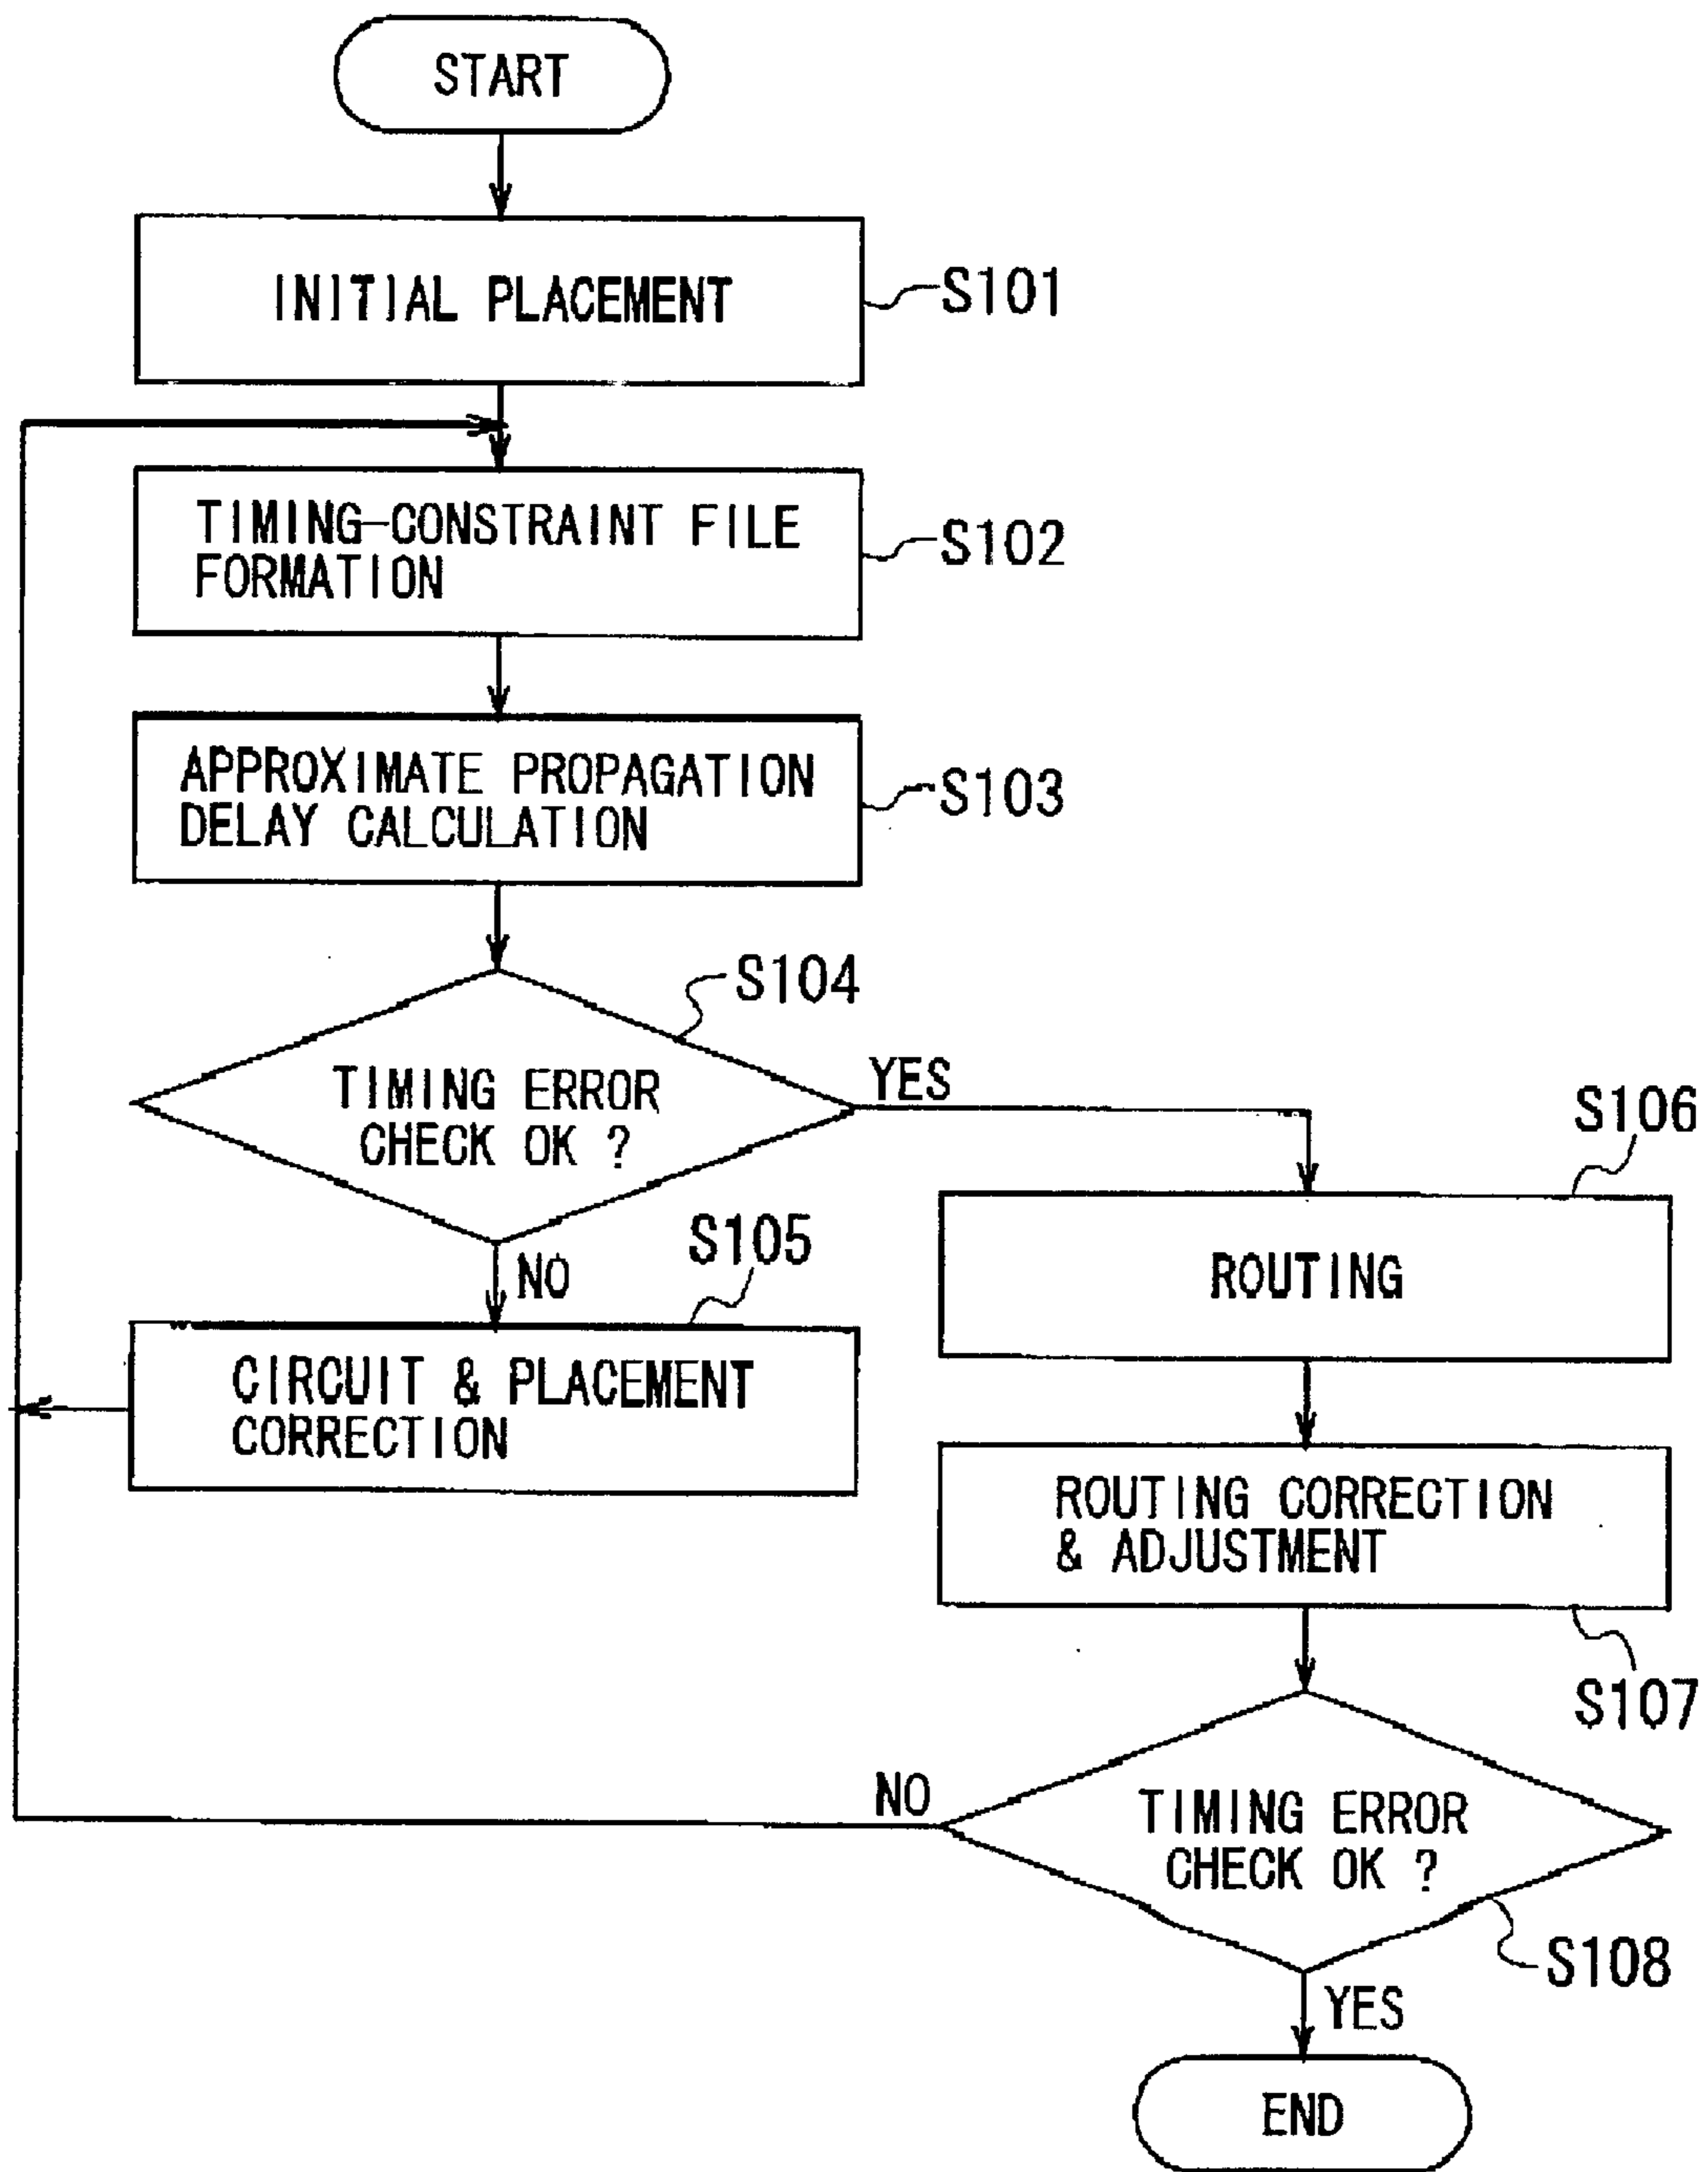 START
INITIAL PLACEMENT
S101
TIMING-CONSTRAINT FILE
FORMATION
S102
APPROXIMATE PROPAGATION
DELAY CALCULATION
S103
S104
TIMING ERROR
CHECK OK ?
YES
NO
S105
CIRCUIT & PLACEMENT
CORRECTION
S106
ROUTING
ROUTING CORRECTION
& ADJUSTMENT
S107
NO
TIMING ERROR
CHECK OK ?
S108
YES
END